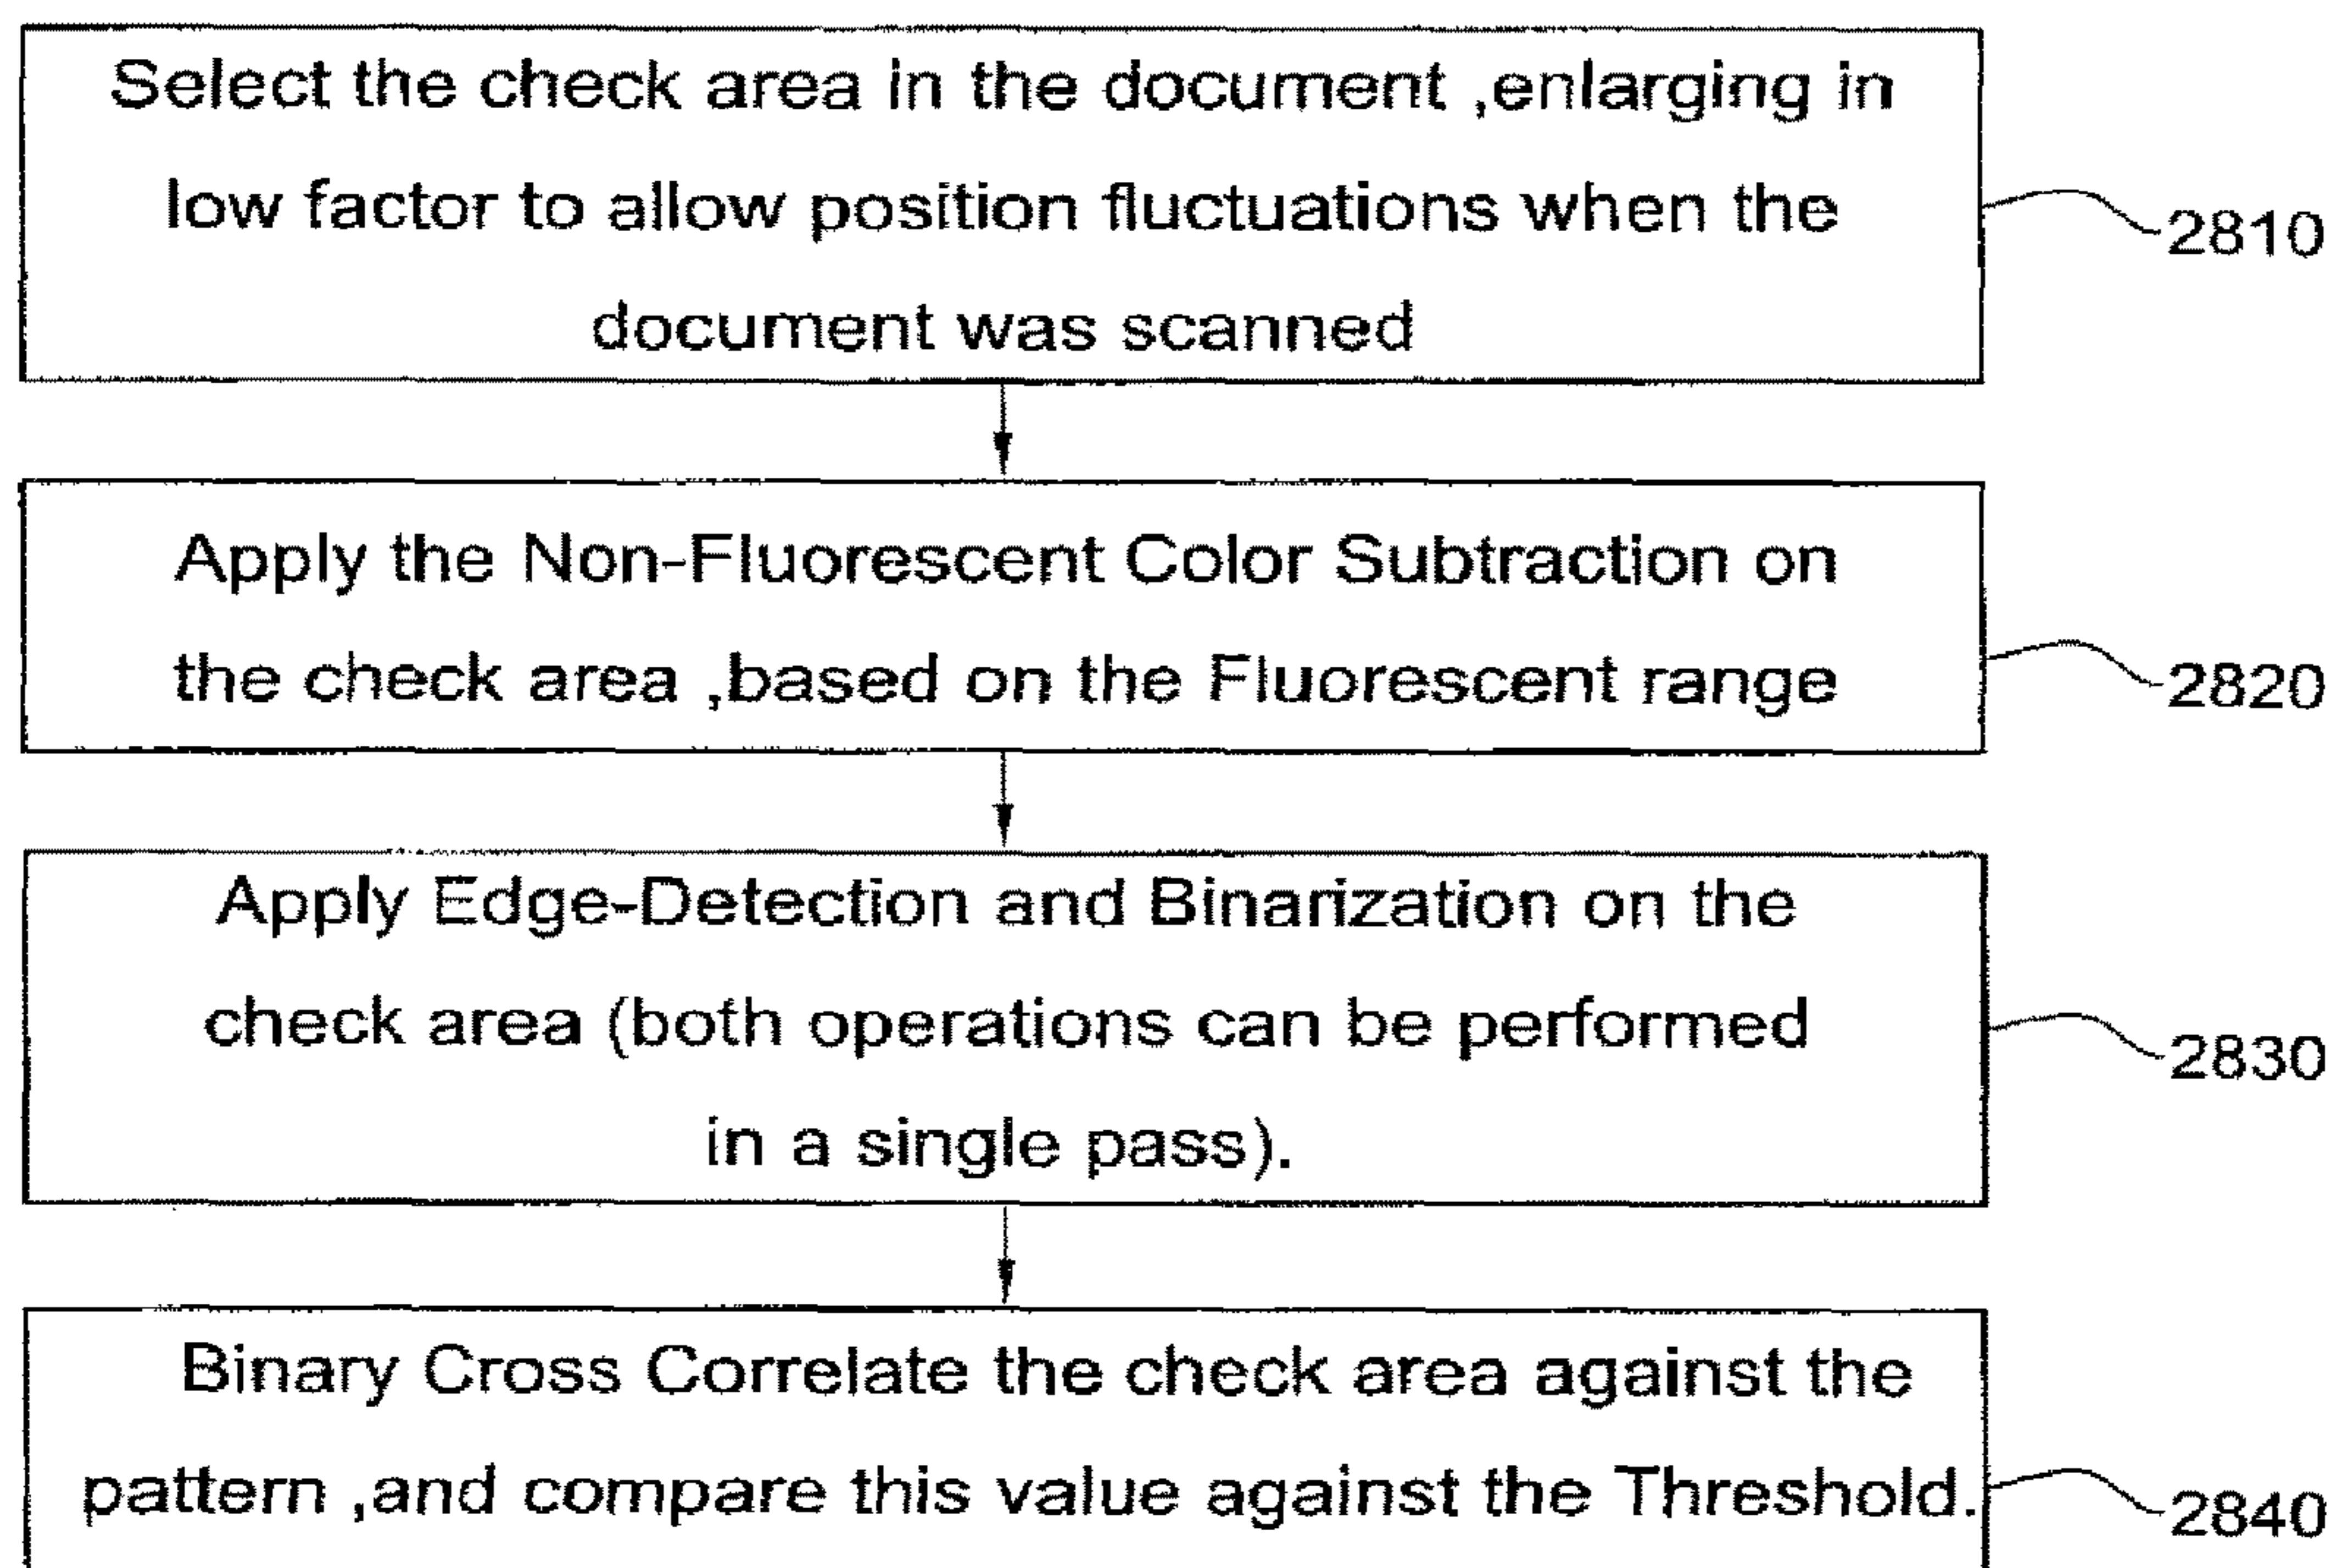 Select the check area in the document ,enlarging in
low factor to allow position fluctuations when the
document was scanned
2810
Apply the Non-Fluorescent Color Subtraction on
the check area ,based on the Fluorescent range
2820
Apply Edge-Detection and Binarization on the
check area (both operations can be performed
in a single pass).
2830
Binary Cross Correlate the check area against the
pattern ,and compare this value against the Threshold.
2840